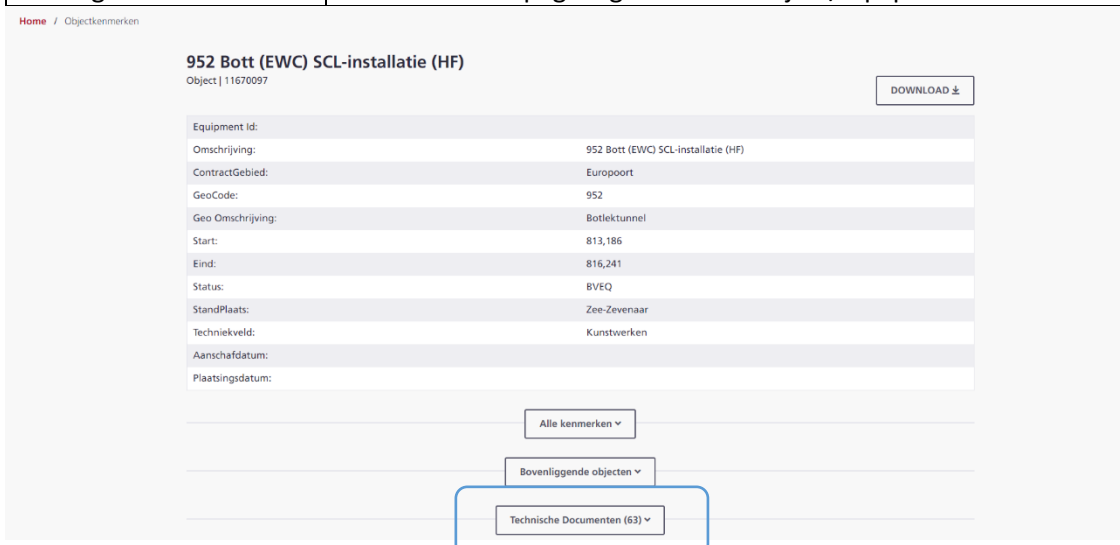 Home / Objectkenmerken
952 Bott (EWC) SCL-installatie (HF)
Object | 11670097
DOWNLOAD
Equipment Id:
Omschrijving: 952 Bott (EWC) SCL-installatie (HF)
ContractGebied: Europoort
GeoCode: 952
Geo Omschrijving: Botlektunnel
Start: 813,186
Eind: 816,241
Status: BVEQ
StandPlaats: Zee-Zevenaar
Techniekveld: Kunstwerken
Aanschafdatum:
Plaatsingsdatum:
Alle kenmerken
Bovenliggende objecten
Technische Documenten (63)